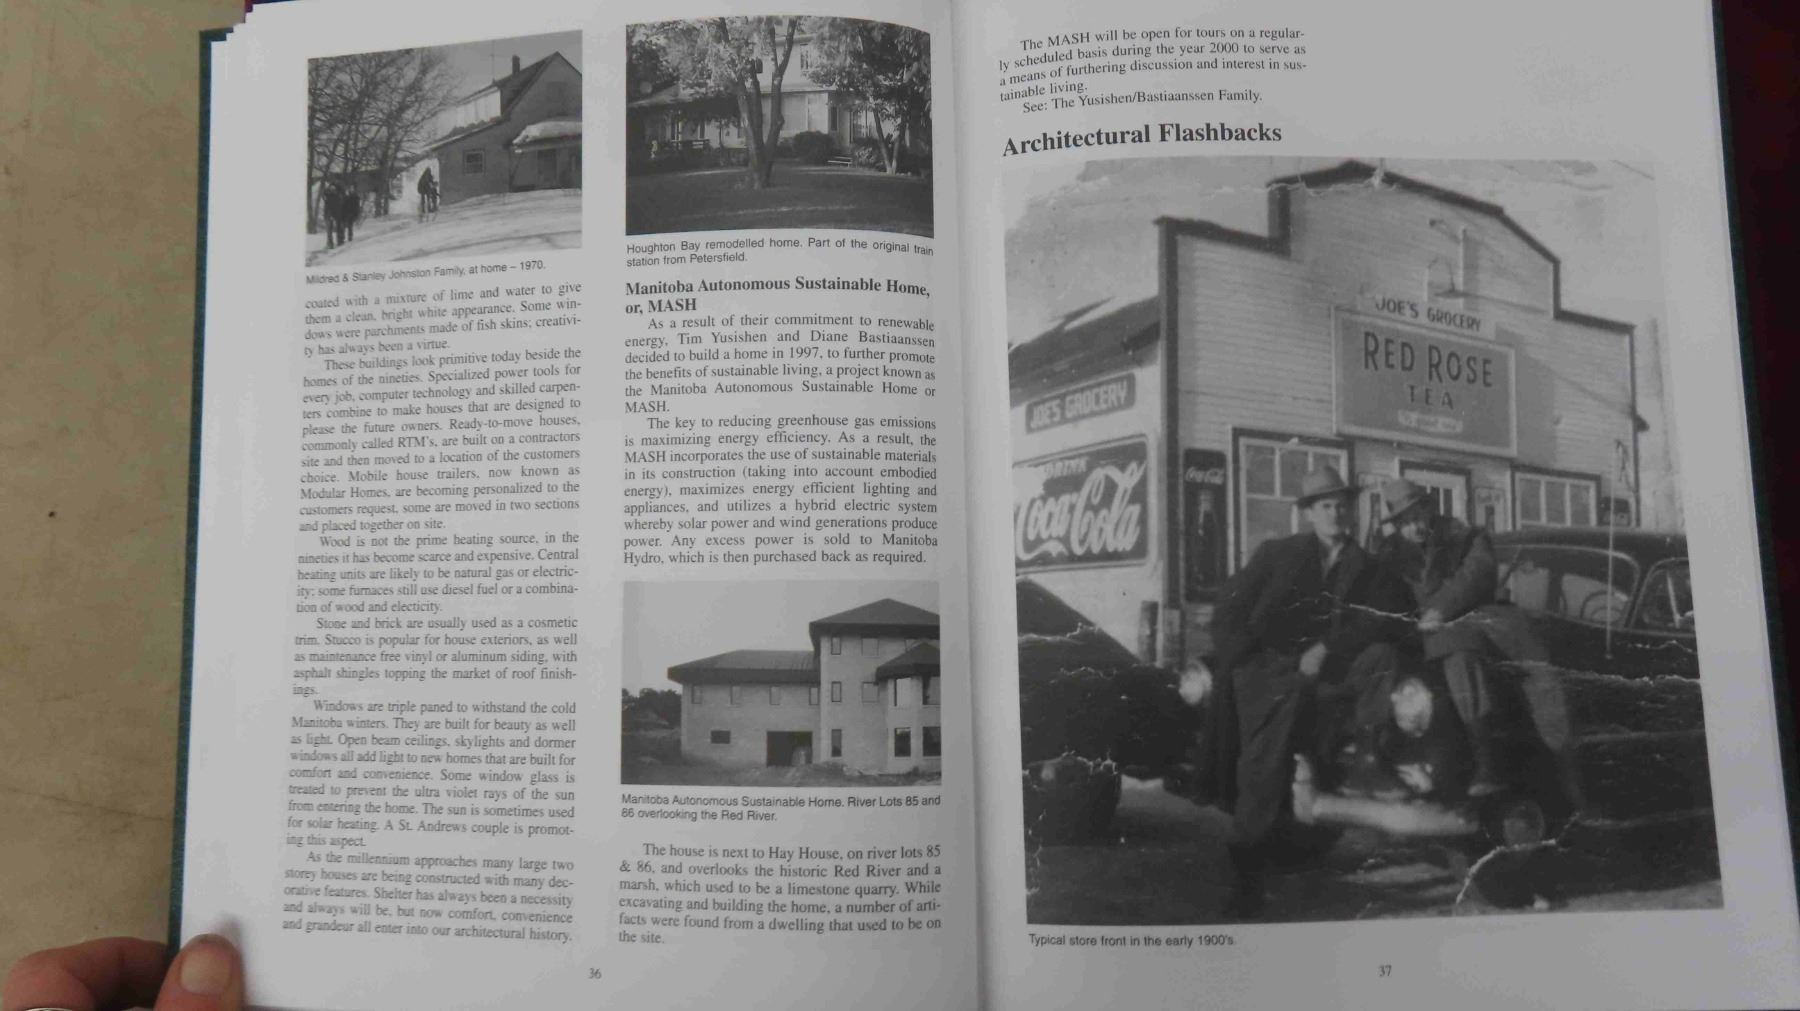 Mildred & Stanley Johnston Family, at home – 1970.
coated with a mixture of lime and water to give
them a clean, bright white appearance. Some win-
dows were parchments made of fish skins; creativi-
ty has always been a virtue.
These buildings look primitive today beside the
homes of the nineties. Specialized power tools for
every job, computer technology and skilled carpen-
ters combine to make houses that are designed to
please the future owners. Ready-to-move houses,
commonly called RTM's, are built on a contractors
site and then moved to a location of the customers
choice. Mobile house trailers, now known as
Modular Homes, are becoming personalized to the
customers request, some are moved in two sections
and placed together on site.
Wood is not the prime heating source, in the
nineties it has become scarce and expensive. Central
heating units are likely to be natural gas or electric-
ity; some furnaces still use diesel fuel or a combina-
tion of wood and electicity.
Stone and brick are usually used as a cosmetic
trim. Stucco is popular for house exteriors, as well
as maintenance free vinyl or aluminum siding, with
asphalt shingles topping the market of roof finish-
ings.
Windows are triple paned to withstand the cold
Manitoba winters. They are built for beauty as well
as light. Open beam ceilings, skylights and dormer
windows all add light to new homes that are built for
comfort and convenience. Some window glass is
treated to prevent the ultra violet rays of the sun
from entering the home. The sun is sometimes used
for solar heating. A St. Andrews couple is promot-
ing this aspect.
As the millennium approaches many large two
storey houses are being constructed with many dec-
orative features. Shelter has always been a necessity
and always will be, but now comfort, convenience
and grandeur all enter into our architectural history.
Houghton Bay remodelled home. Part of the original train
station from Petersfield.
Manitoba Autonomous Sustainable Home,
or, MASH
As a result of their commitment to renewable
energy, Tim Yusishen and Diane Bastiaanssen
decided to build a home in 1997, to further promote
the benefits of sustainable living, a project known as
the Manitoba Autonomous Sustainable Home or
MASH.
The key to reducing greenhouse gas emissions
is maximizing energy efficiency. As a result, the
MASH incorporates the use of sustainable materials
in its construction (taking into account embodied
energy), maximizes energy efficient lighting and
appliances, and utilizes a hybrid electric system
whereby solar power and wind generations produce
power. Any excess power is sold to Manitoba
Hydro, which is then purchased back as required.
Manitoba Autonomous Sustainable Home. River Lots 85 and
86 overlooking the Red River.
The house is next to Hay House, on river lots 85
& 86, and overlooks the historic Red River and a
marsh, which used to be a limestone quarry. While
excavating and building the home, a number of arti-
facts were found from a dwelling that used to be on
the site.
36
The MASH will be open for tours on a regular-
ly scheduled basis during the year 2000 to serve as
a means of furthering discussion and interest in sus-
tainable living.
See: The Yusishen/Bastiaanssen Family.
Architectural Flashbacks
JOE'S GROCERY
RED ROSE
TEA
JOE'S GROCERY
DRINK
Coca-Cola
Coca-Cola
Typical store front in the early 1900's.
37